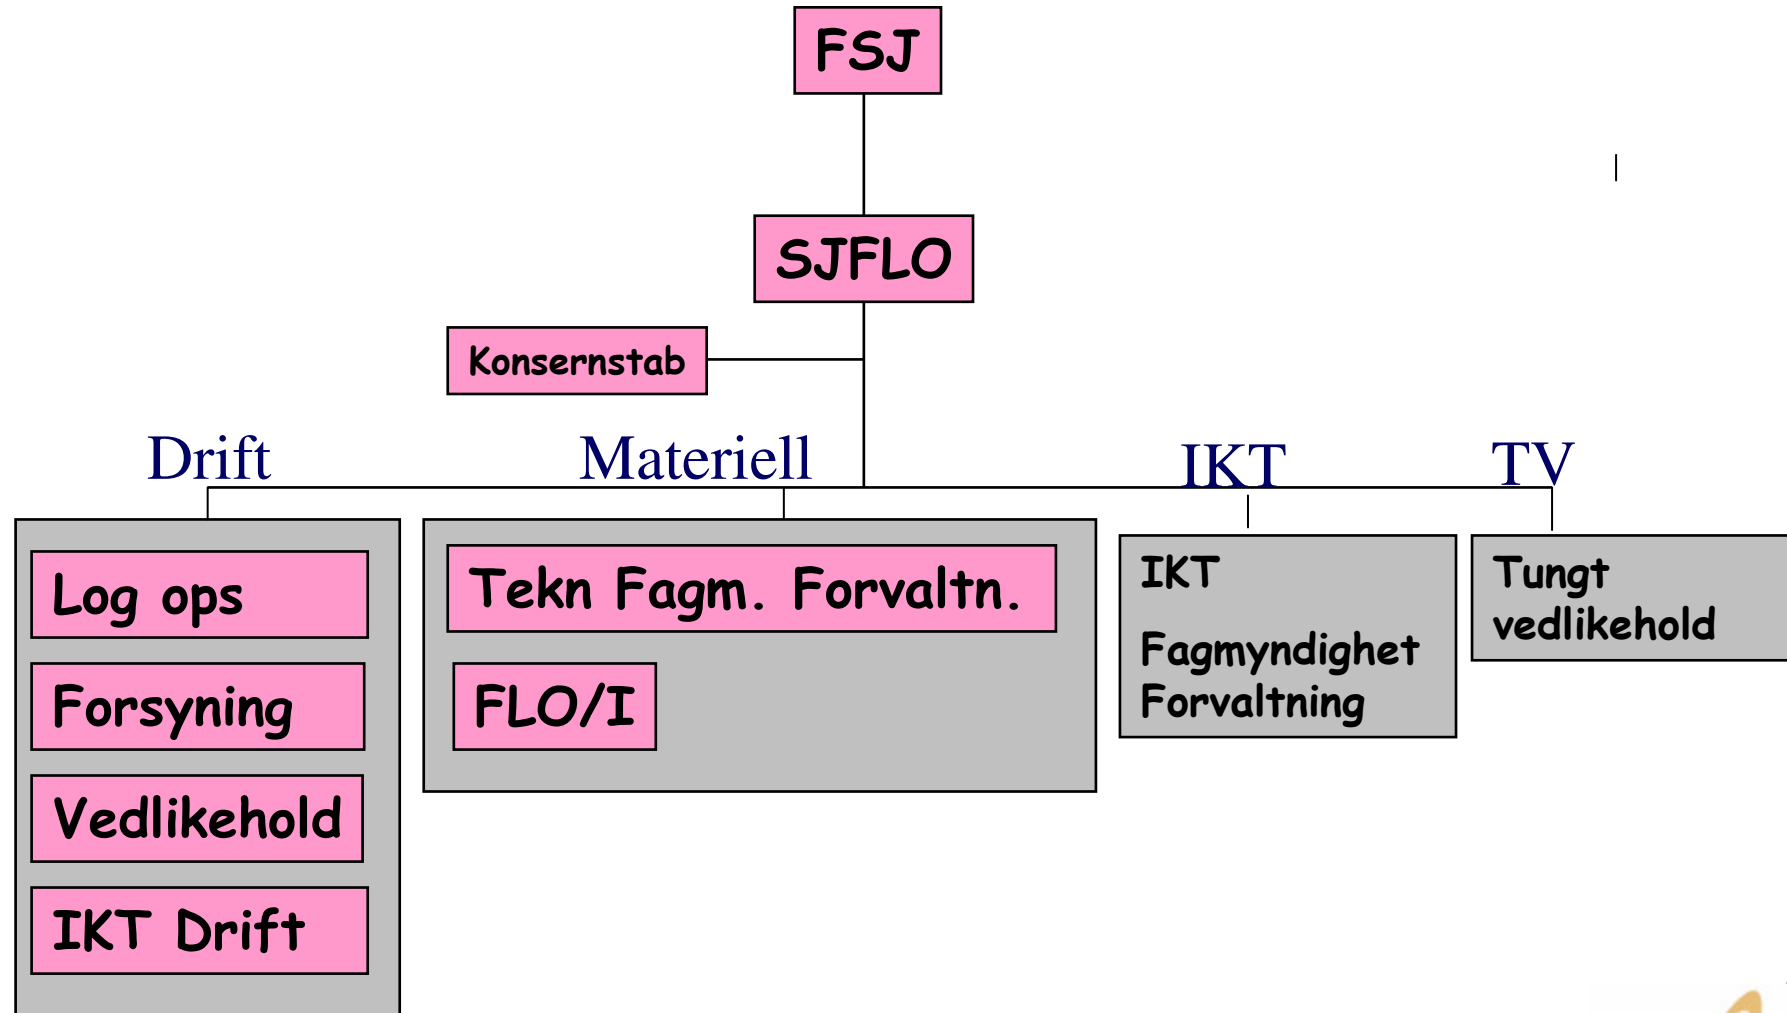 FSJ
SJFLO
Konsernstab
Drift
Materiell
IKT
TV
Log ops
Forsyning
Vedlikehold
IKT Drift
Tekn Fagm. Forvaltn.
FLO/I
IKT
Fagmyndighet
Forvaltning
Tungt
vedlikehold